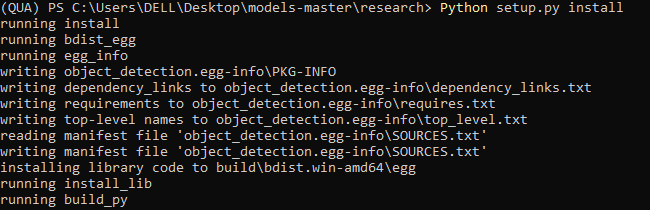 (QUA) PS C:\Users\DELL\Desktop\models-master\research> Python setup.py install
running install
running bdist_egg
running egg_info
writing object_detection.egg-info\PKG-INFO
writing dependency_links to object_detection.egg-info\dependency_links.txt
writing requirements to object_detection.egg-info\requires.txt
writing top-level names to object_detection.egg-info\top_level.txt
reading manifest file 'object_detection.egg-info\SOURCES.txt'
writing manifest file 'object_detection.egg-info\SOURCES.txt'
installing library code to build\bdist.win-amd64\egg
running install_lib
running build_py